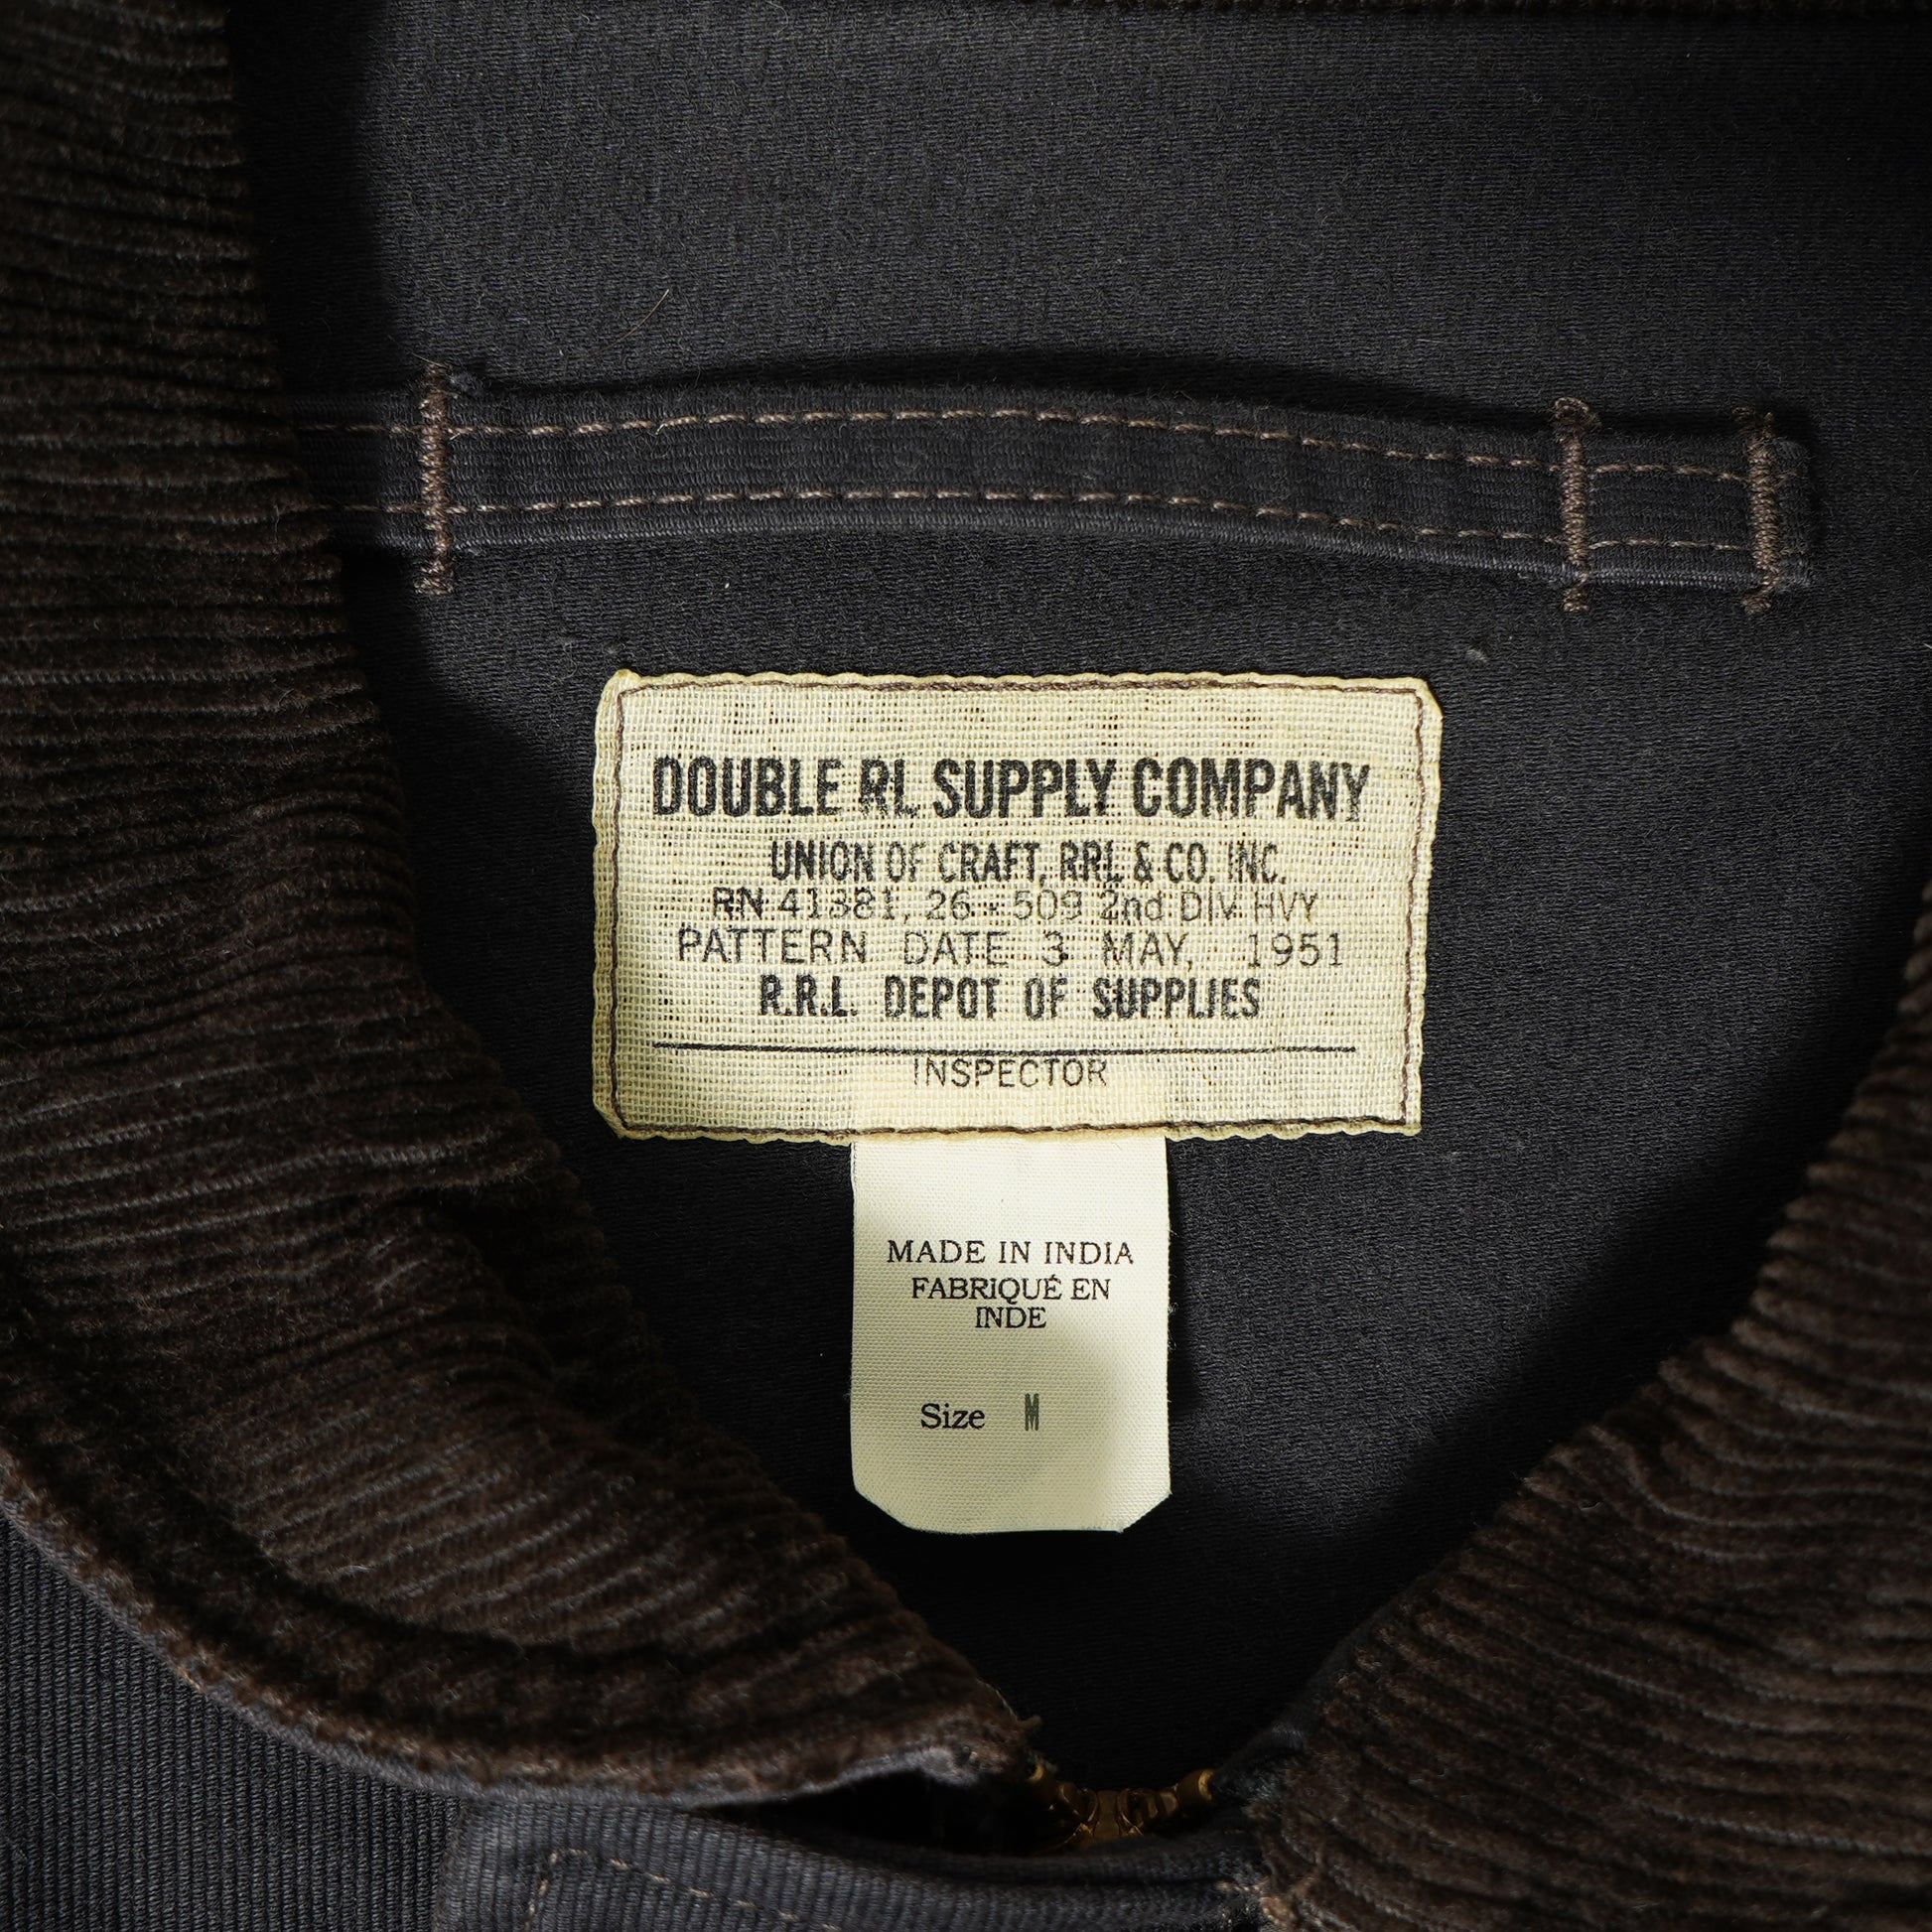 DOUBLE RL SUPPLY COMPANY
UNION OF CRAFT, RRL & CO. INC.
RN 41381, 26 - 509 2nd DIV HVY
PATTERN DATE 3 MAY, 1951
R.R.L. DEPOT OF SUPPLIES
INSPECTOR
MADE IN INDIA
FABRIQUÉ EN
INDE
Size M